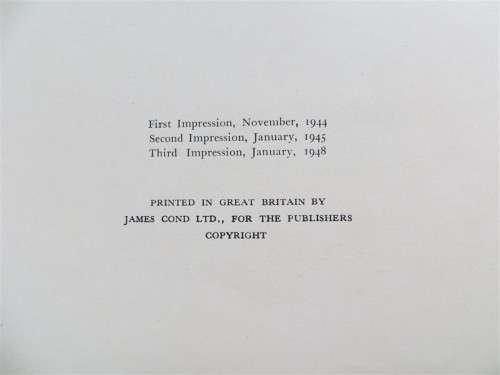 First Impression, November, 1944
Second Impression, January, 1945
Third Impression, January, 1948
PRINTED IN GREAT BRITAIN BY
JAMES COND LTD., FOR THE PUBLISHERS
COPYRIGHT